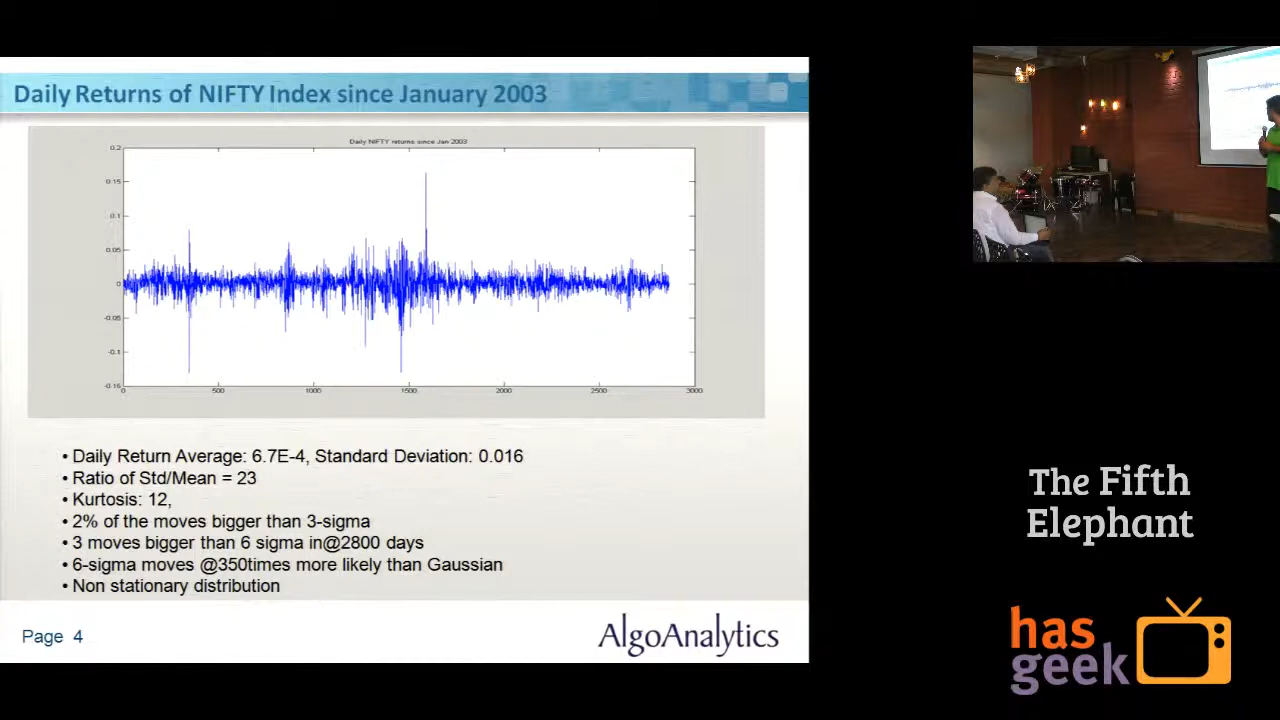 Daily Returns of NIFTY Index since January 2003
Daily NIFTY returns since Jan 2003
0.2
0.15
0.1
0.05
0
-0.05
-0.1
-0.15
0 500 1000 1500 2000 2500 3000
• Daily Return Average: 6.7E-4, Standard Deviation: 0.016
• Ratio of Std/Mean = 23
• Kurtosis: 12,
• 2% of the moves bigger than 3-sigma
• 3 moves bigger than 6 sigma in@2800 days
• 6-sigma moves @350times more likely than Gaussian
• Non stationary distribution
Page 4
AlgoAnalytics
The Fifth
Elephant
has
geek